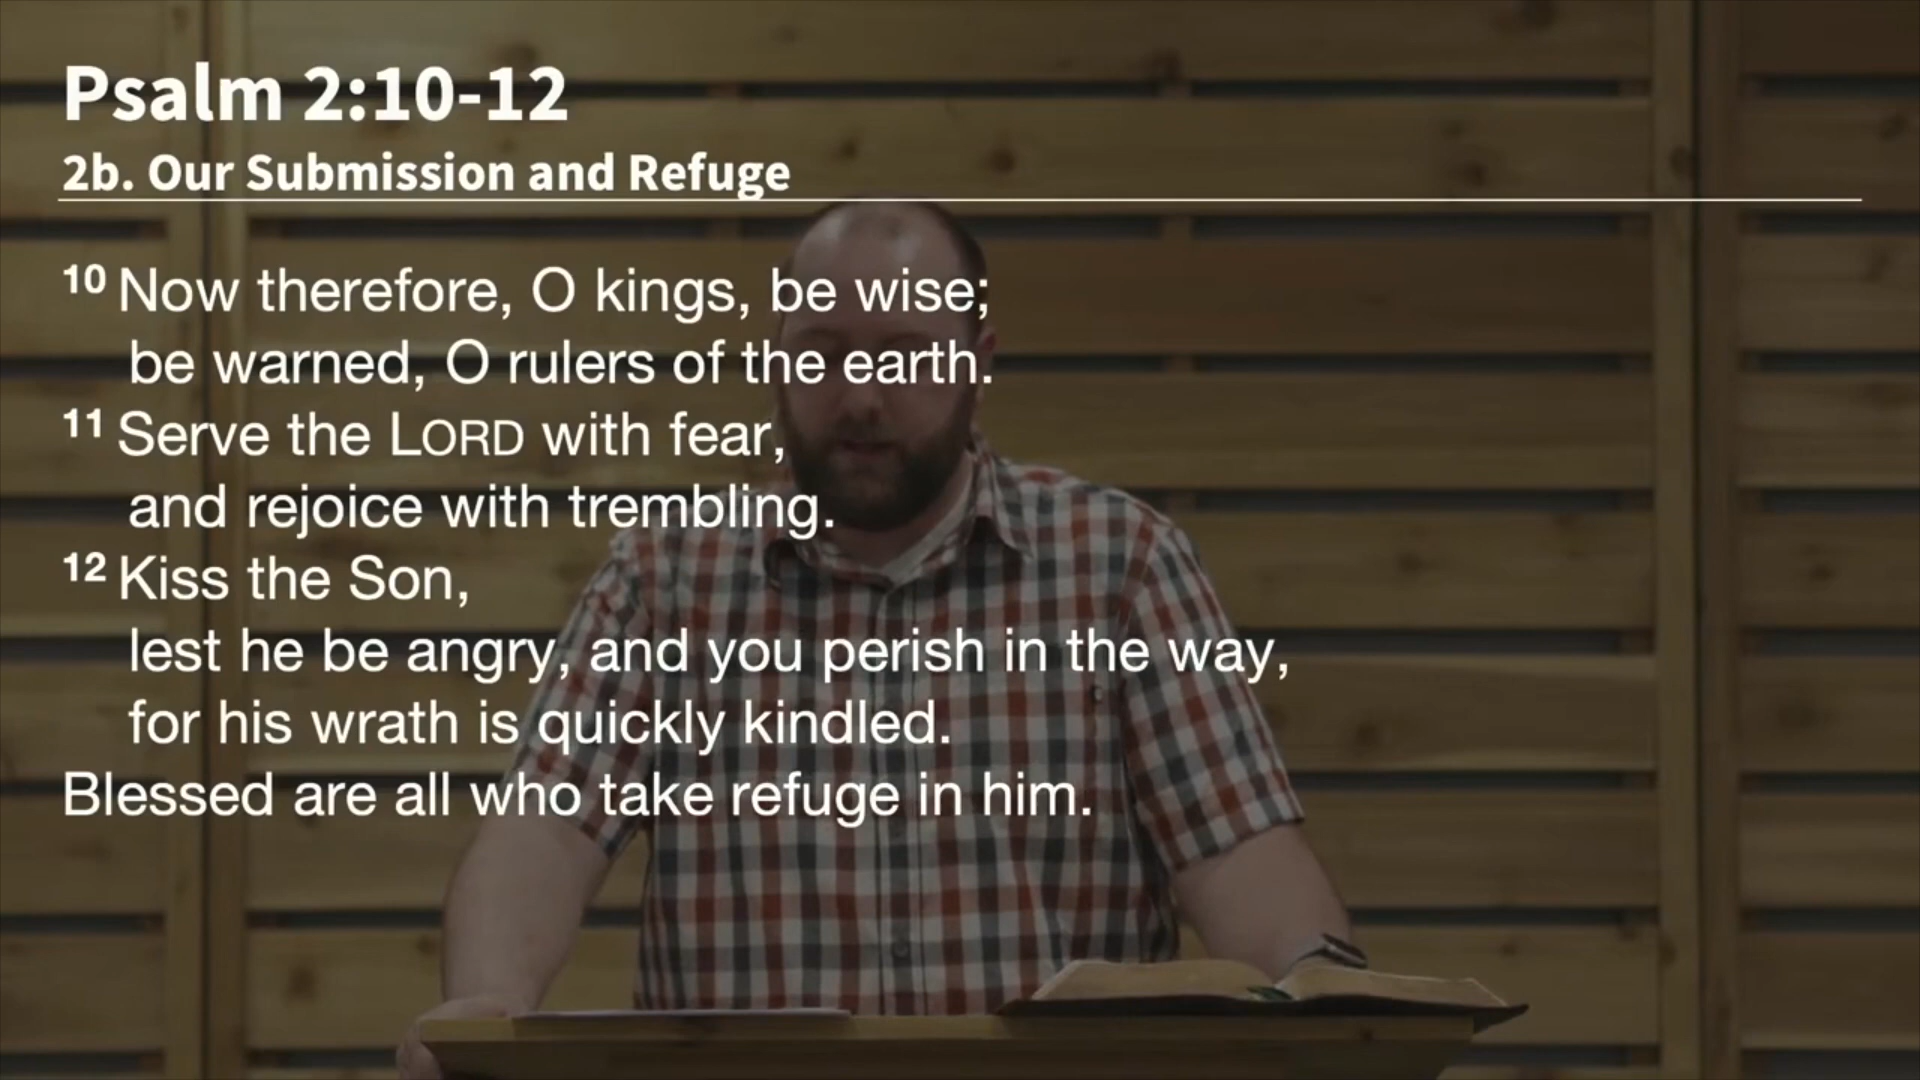 Psalm 2:10-12
2b. Our Submission and Refuge
10 Now therefore, O kings, be wise;
be warned, O rulers of the earth.
11 Serve the LORD with fear,
and rejoice with trembling.
12 Kiss the Son,
lest he be angry, and you perish in the way,
for his wrath is quickly kindled.
Blessed are all who take refuge in him.